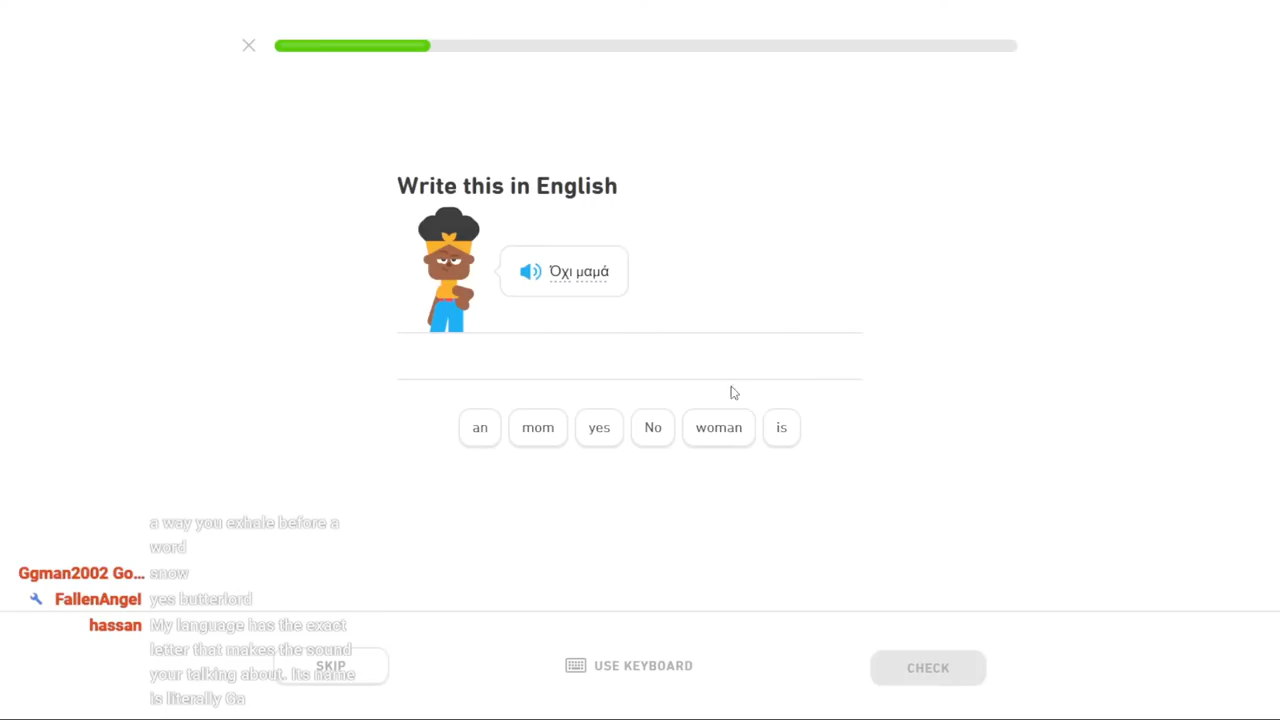 Write this in English
Όχι μαμά
an mom yes No woman is
a way you exhale before a
word
Ggman2002 Go... snow
FallenAngel yes butterlord
hassan My language has the exact
letter that makes the sound
your talking about. Its name
is literally Ga
SKIP USE KEYBOARD CHECK